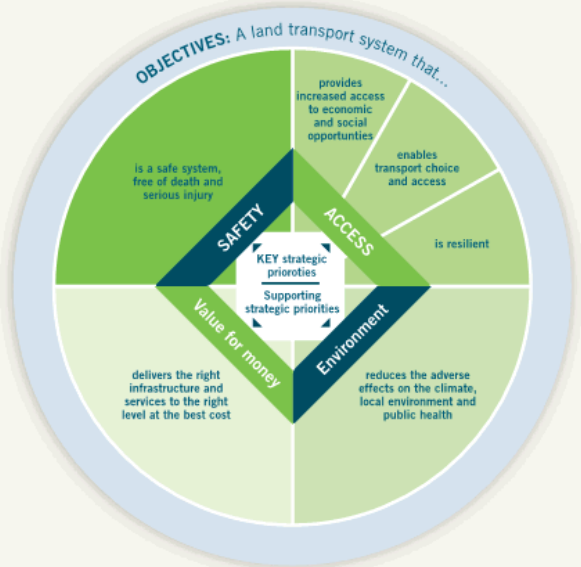 OBJECTIVES: A land transport system that...
provides
increased access
to economic
and social
opportunties
enables
transport choice
and access
is resilient
is a safe system,
free of death and
serious injury
SAFETY
ACCESS
KEY strategic
prioroties
Supporting
strategic priorities
Value for money
Environment
delivers the right
infrastructure and
services to the right
level at the best cost
reduces the adverse
effects on the climate,
local environment and
public health